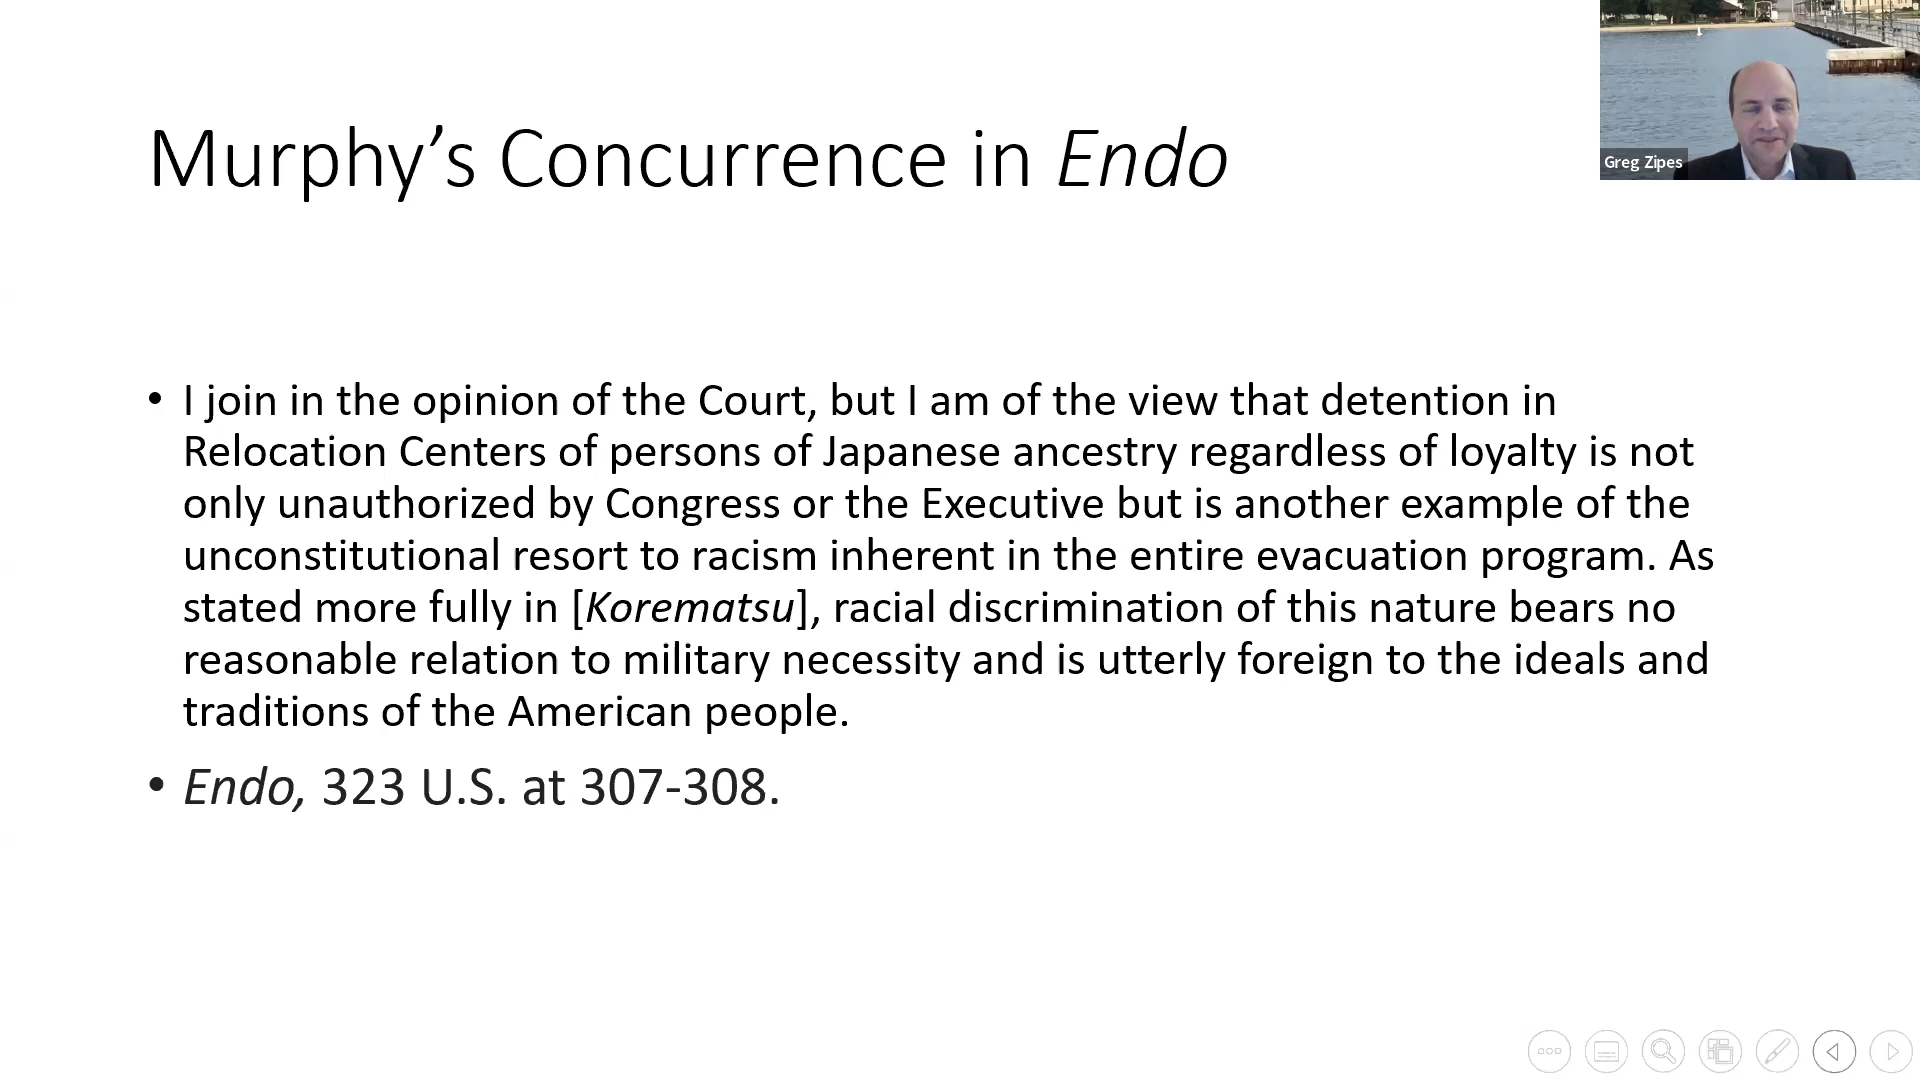 Murphy’s Concurrence in Endo
Greg Zipes
• I join in the opinion of the Court, but I am of the view that detention in
Relocation Centers of persons of Japanese ancestry regardless of loyalty is not
only unauthorized by Congress or the Executive but is another example of the
unconstitutional resort to racism inherent in the entire evacuation program. As
stated more fully in [Korematsu], racial discrimination of this nature bears no
reasonable relation to military necessity and is utterly foreign to the ideals and
traditions of the American people.
• Endo, 323 U.S. at 307-308.